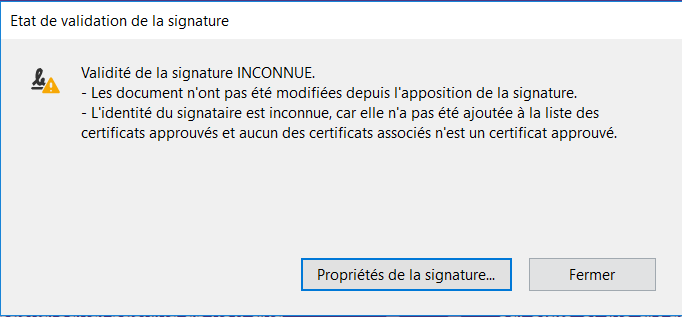 Etat de validation de la signature
Validité de la signature INCONNUE.
- Les document n'ont pas été modifiées depuis l'apposition de la signature.
- L'identité du signataire est inconnue, car elle n'a pas été ajoutée à la liste des
certificats approuvés et aucun des certificats associés n'est un certificat approuvé.
Propriétés de la signature...
Fermer